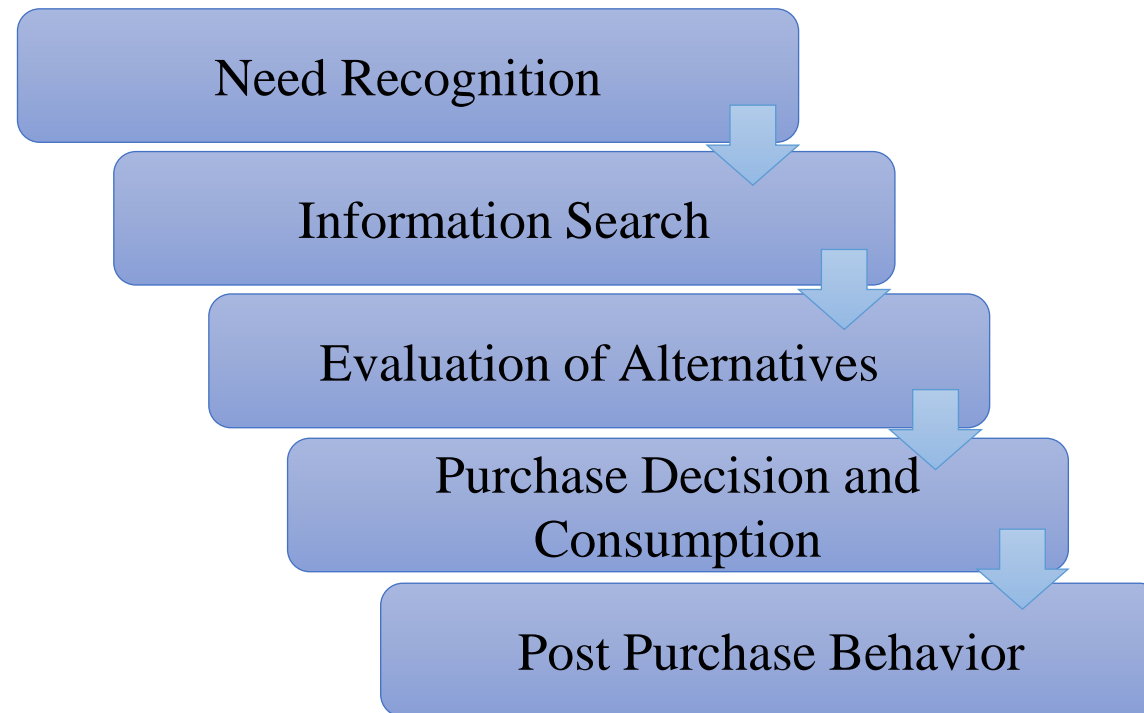 Need Recognition
Information Search
Evaluation of Alternatives
Purchase Decision and
Consumption
Post Purchase Behavior